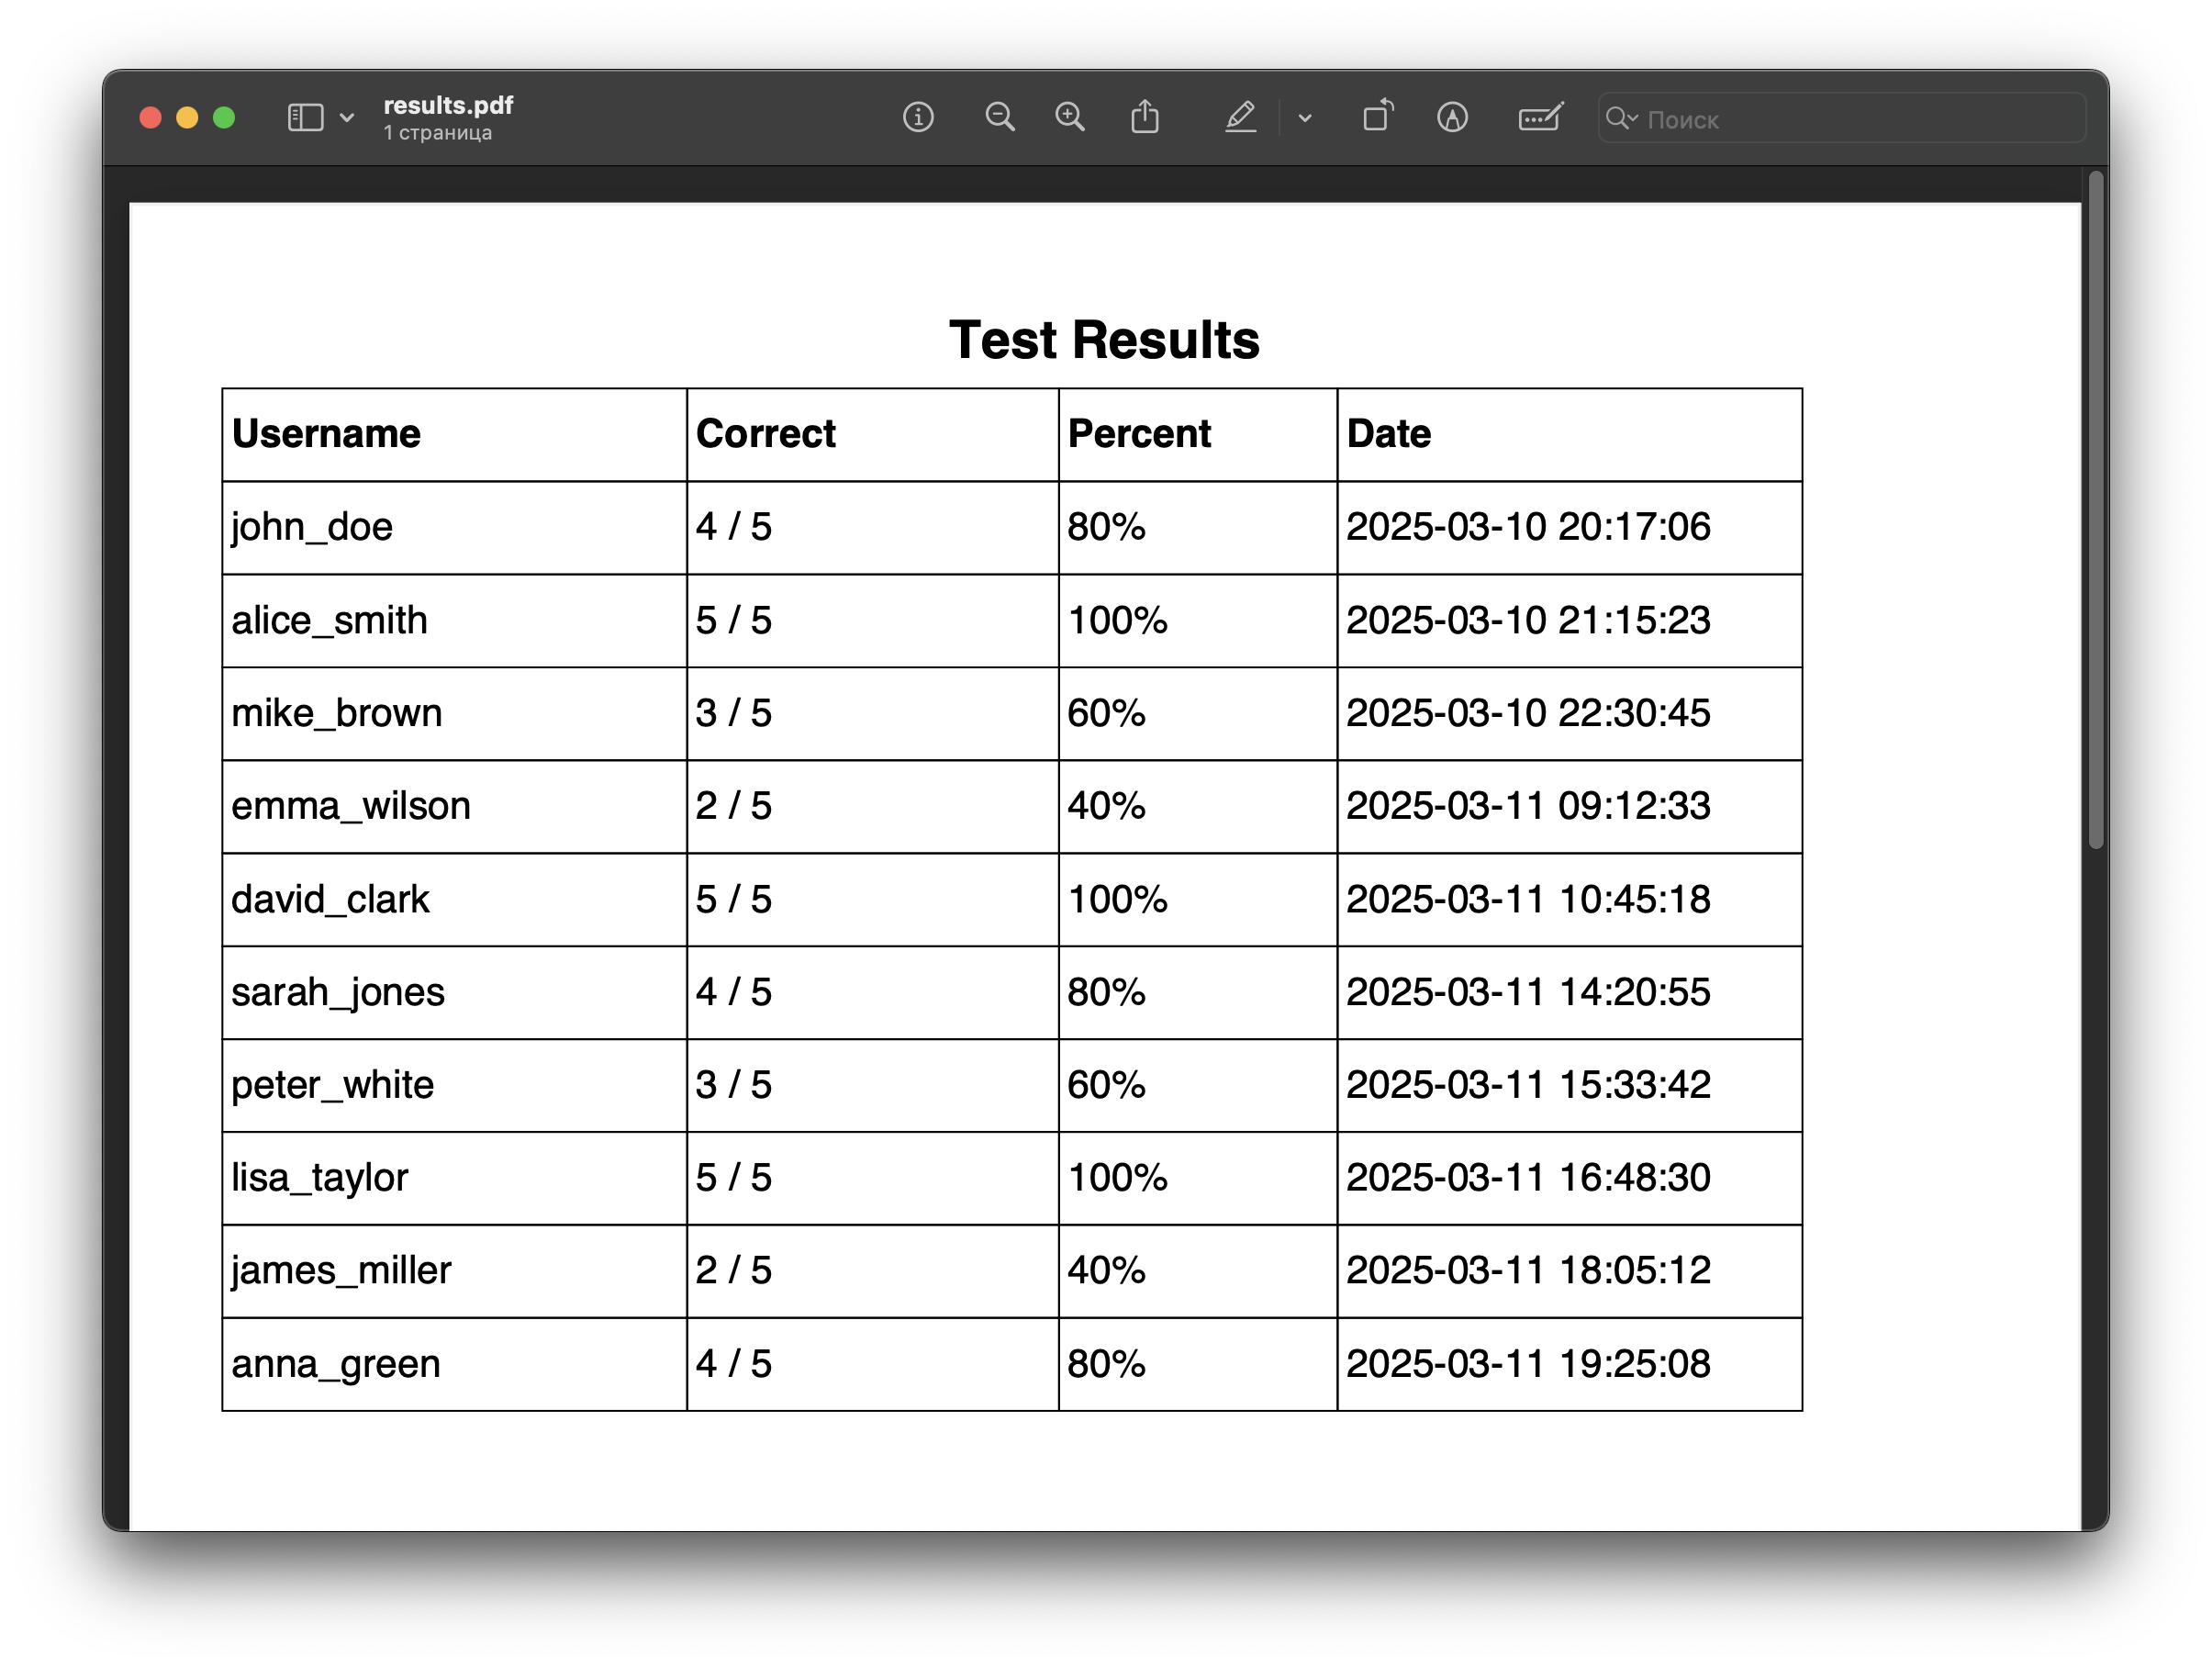 results.pdf
1 страница
Поиск
Test Results
Username Correct Percent Date
john_doe 4 / 5 80% 2025-03-10 20:17:06
alice_smith 5 / 5 100% 2025-03-10 21:15:23
mike_brown 3 / 5 60% 2025-03-10 22:30:45
emma_wilson 2 / 5 40% 2025-03-11 09:12:33
david_clark 5 / 5 100% 2025-03-11 10:45:18
sarah_jones 4 / 5 80% 2025-03-11 14:20:55
peter_white 3 / 5 60% 2025-03-11 15:33:42
lisa_taylor 5 / 5 100% 2025-03-11 16:48:30
james_miller 2 / 5 40% 2025-03-11 18:05:12
anna_green 4 / 5 80% 2025-03-11 19:25:08